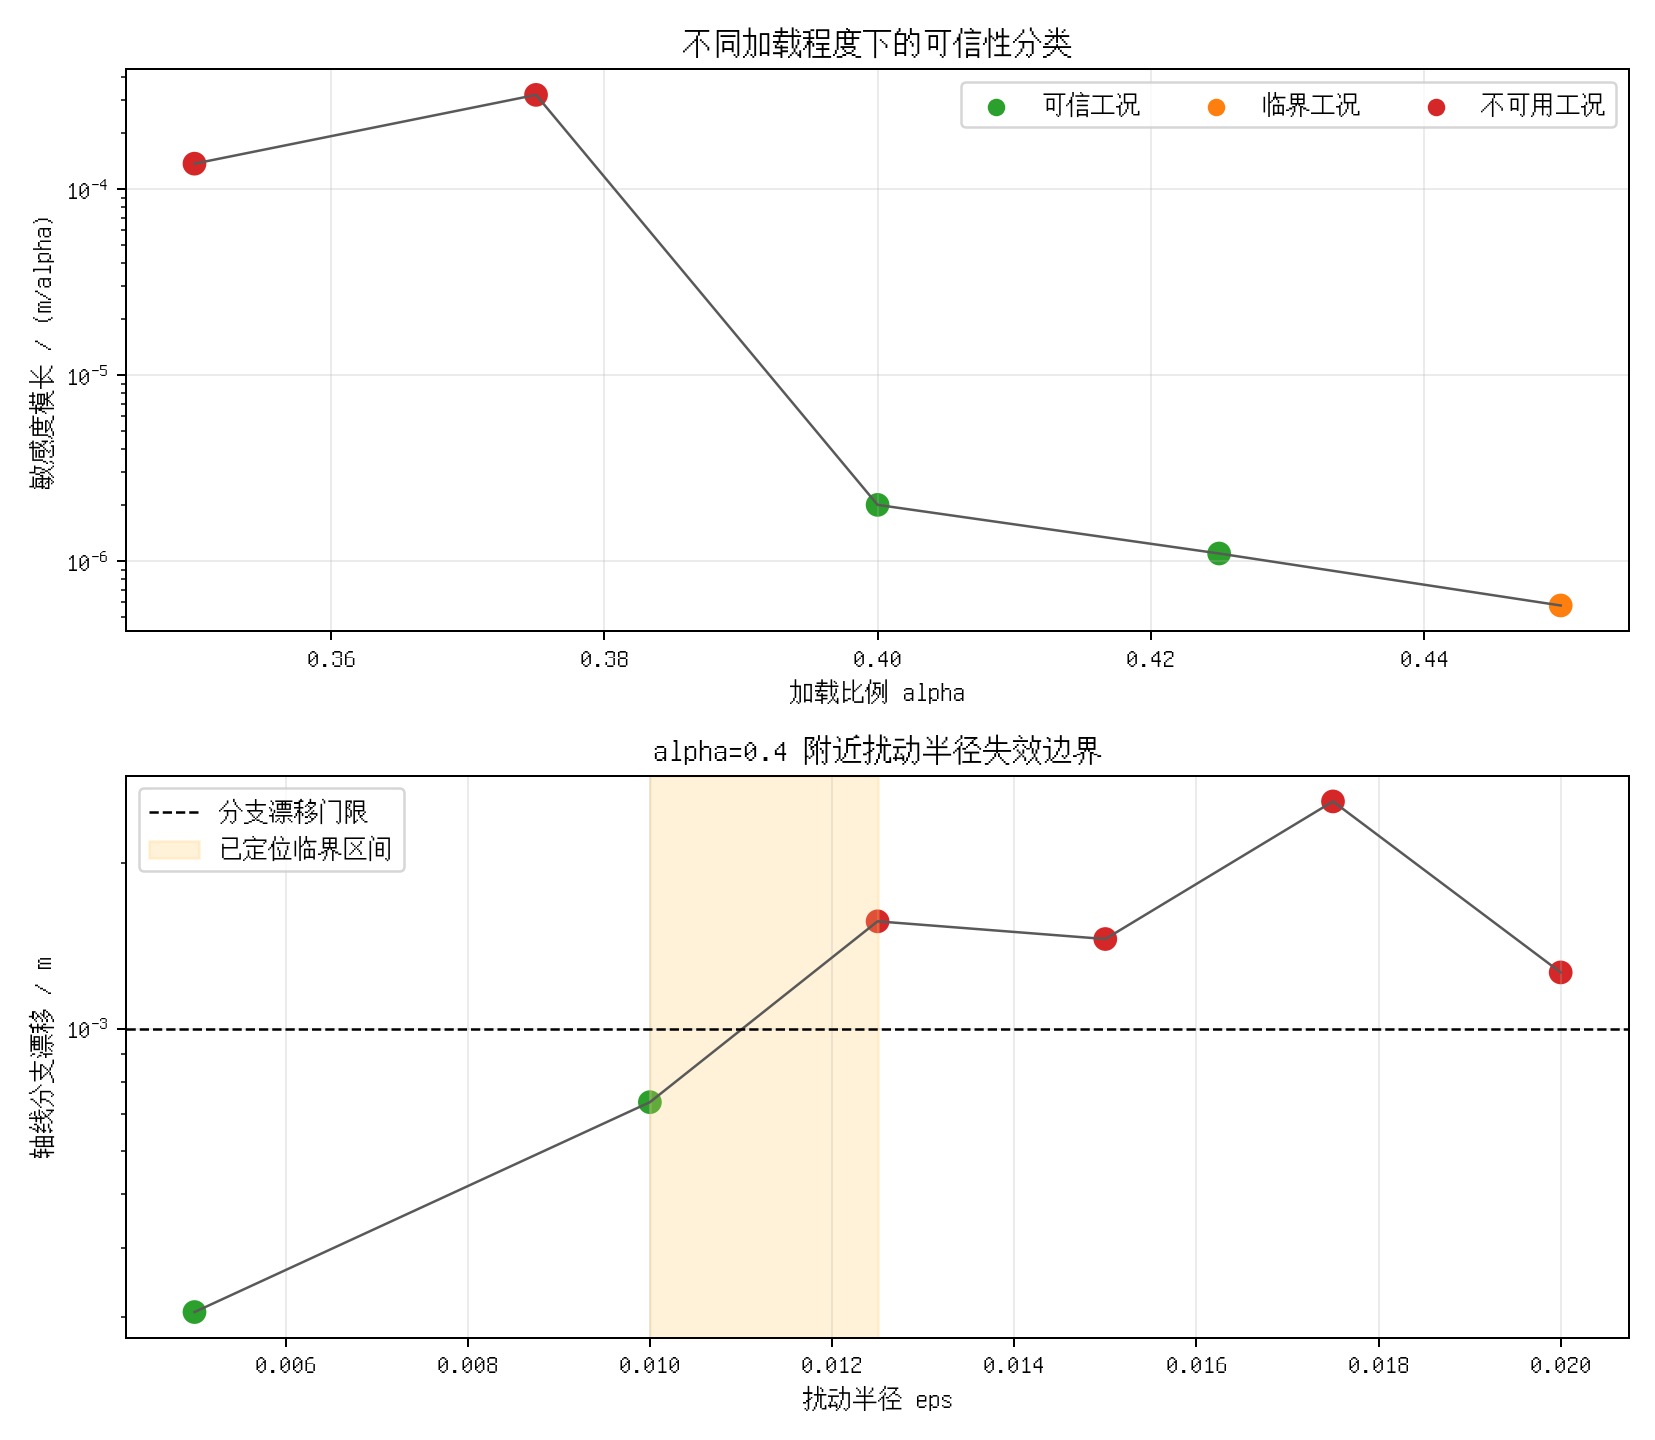 不同加载程度下的可信性分类
可信工况 临界工况 不可用工况
敏感度模长 / (m/alpha)
10⁻⁴
10⁻⁵
10⁻⁶
0.36 0.38 0.40 0.42 0.44
加载比例 alpha
alpha=0.4 附近扰动半径失效边界
分支漂移门限
已定位临界区间
轴线分支漂移 / m
10⁻³
0.006 0.008 0.010 0.012 0.014 0.016 0.018 0.020
扰动半径 eps